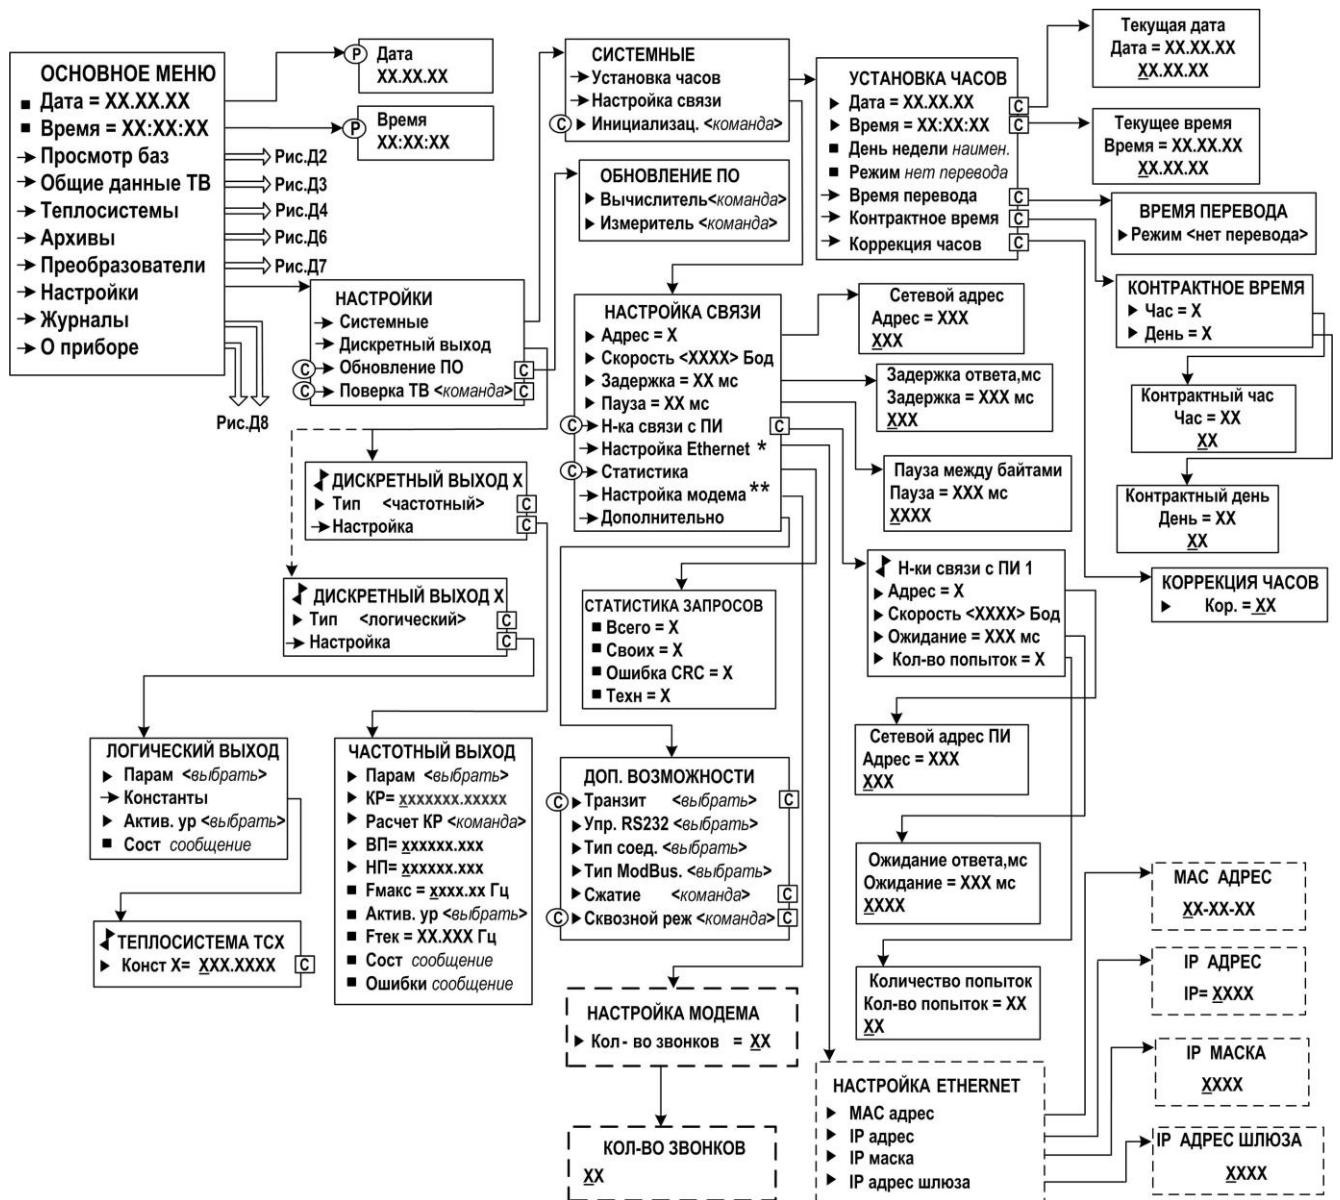 ОСНОВНОЕ МЕНЮ
Дата = XX.XX.XX
Время = XX:XX:XX
Просмотр баз
Общие данные ТВ
Теплосистемы
Архивы
Преобразователи
Настройки
Журналы
О приборе
Р
Дата
XX.XX.XX
Р
Время
XX:XX:XX
Рис.Д2
Рис.Д3
Рис.Д4
Рис.Д6
Рис.Д7
Рис.Д8
НАСТРОЙКИ
Системные
Дискретный выход
С Обновление ПО С
С Поверка ТВ <команда> С
СИСТЕМНЫЕ
Установка часов
Настройка связи
С Инициализац. <команда>
ОБНОВЛЕНИЕ ПО
Вычислитель<команда>
Измеритель <команда>
УСТАНОВКА ЧАСОВ
Дата = XX.XX.XX С
Время = XX:XX:XX С
День недели наимен.
Режим нет перевода
Время перевода С
Контрактное время С
Коррекция часов С
Текущая дата
Дата = XX.XX.XX
XX.XX.XX
Текущее время
Время = XX.XX.XX
XX.XX.XX
ВРЕМЯ ПЕРЕВОДА
Режим <нет перевода>
КОНТРАКТНОЕ ВРЕМЯ
Час = X
День = X
Контрактный час
Час = XX
XX
Контрактный день
День = XX
XX
КОРРЕКЦИЯ ЧАСОВ
Кор. = XX
НАСТРОЙКА СВЯЗИ
Адрес = X
Скорость <XXXX> Бод
Задержка = XX мс
Пауза = XX мс
С Н-ка связи с ПИ С
Настройка Ethernet *
С Статистика
Настройка модема **
Дополнительно
Сетевой адрес
Адрес = XXX
XXX
Задержка ответа,мс
Задержка = XXX мс
XXX
Пауза между байтами
Пауза = XXX мс
XXXX
Н-ки связи с ПИ 1
Адрес = X
Скорость <XXXX> Бод
Ожидание = XXX мс
Кол-во попыток = X
Сетевой адрес ПИ
Адрес = XXX
XXX
Ожидание ответа,мс
Ожидание = XXX мс
XXXX
Количество попыток
Кол-во попыток = XX
XX
ДИСКРЕТНЫЙ ВЫХОД X
Тип <частотный> С
Настройка С
ДИСКРЕТНЫЙ ВЫХОД X
Тип <логический> С
Настройка С
СТАТИСТИКА ЗАПРОСОВ
Всего = X
Своих = X
Ошибка CRC = X
Техн = X
ЛОГИЧЕСКИЙ ВЫХОД
Парам <выбрать>
Константы
Актив. ур <выбрать>
Сост сообщение
ТЕПЛОСИСТЕМА ТСХ
Конст X= XXX.XXXX С
ЧАСТОТНЫЙ ВЫХОД
Парам <выбрать>
КР= xxxxxxx.xxxxx
Расчет КР <команда>
ВП= xxxxxx.xxx
НП= xxxxxx.xxx
Fмакс = xxxx.xx Гц
Актив. ур <выбрать>
Fтек = XX.XXX Гц
Сост сообщение
Ошибки сообщение
ДОП. ВОЗМОЖНОСТИ
С Транзит <выбрать> С
Упр. RS232 <выбрать>
Тип соед. <выбрать>
Тип ModBus. <выбрать>
Сжатие <команда> С
С Сквозной реж <команда> С
НАСТРОЙКА МОДЕМА
Кол- во звонков = XX
КОЛ-ВО ЗВОНКОВ
XX
НАСТРОЙКА ETHERNET
MAC адрес
IP адрес
IP маска
IP адрес шлюза
MAC АДРЕС
XX-XX-XX
IP АДРЕС
IP= XXXX
IP МАСКА
XXXX
IP АДРЕС ШЛЮЗА
XXXX